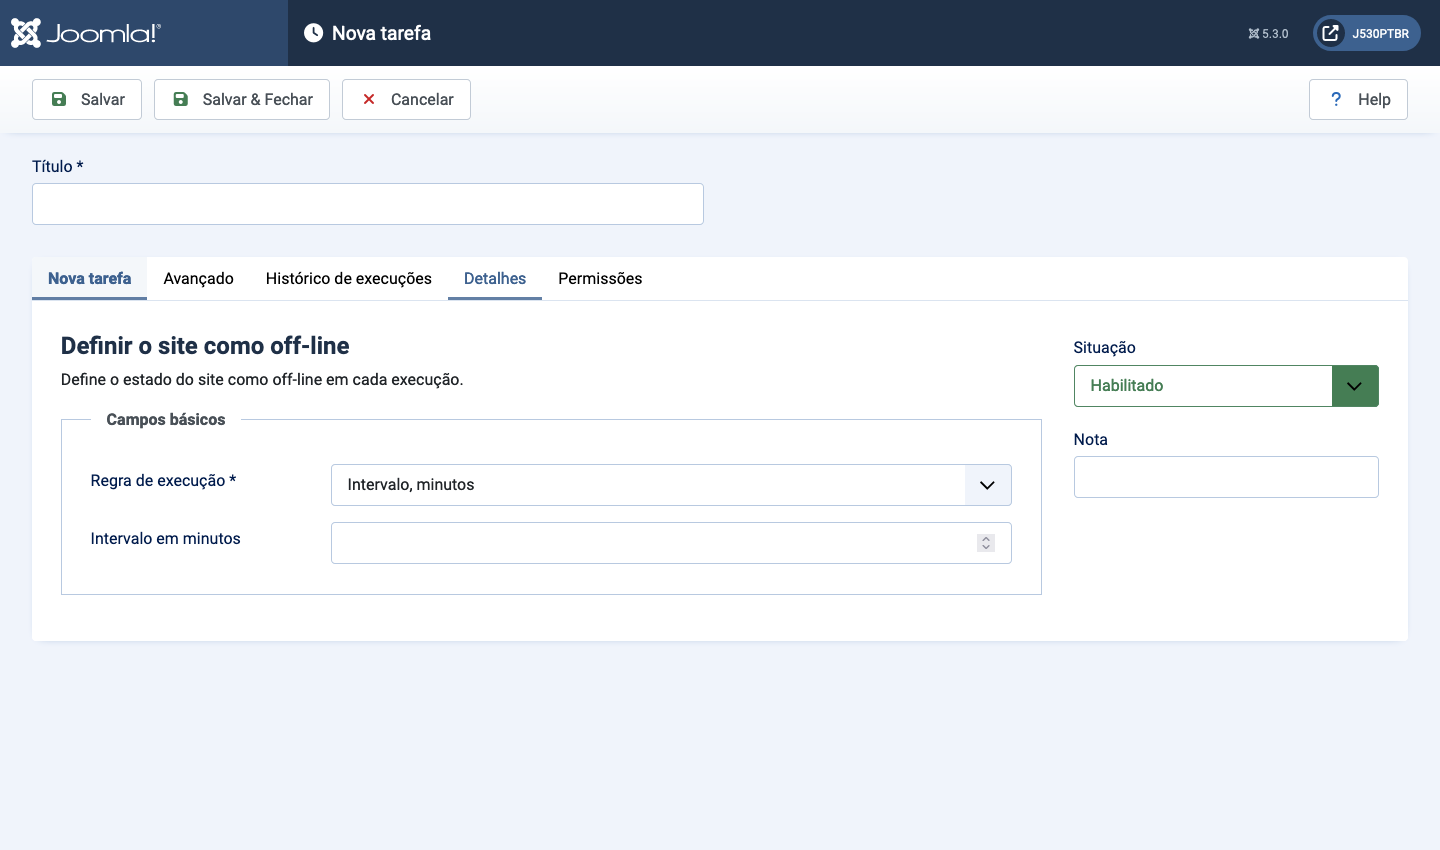 Joomla!®
Nova tarefa
5.3.0
J530PTBR
Salvar
Salvar & Fechar
Cancelar
? Help
Título *
Nova tarefa
Avançado
Histórico de execuções
Detalhes
Permissões
Definir o site como off-line
Define o estado do site como off-line em cada execução.
Campos básicos
Regra de execução *
Intervalo, minutos
Intervalo em minutos
Situação
Habilitado
Nota